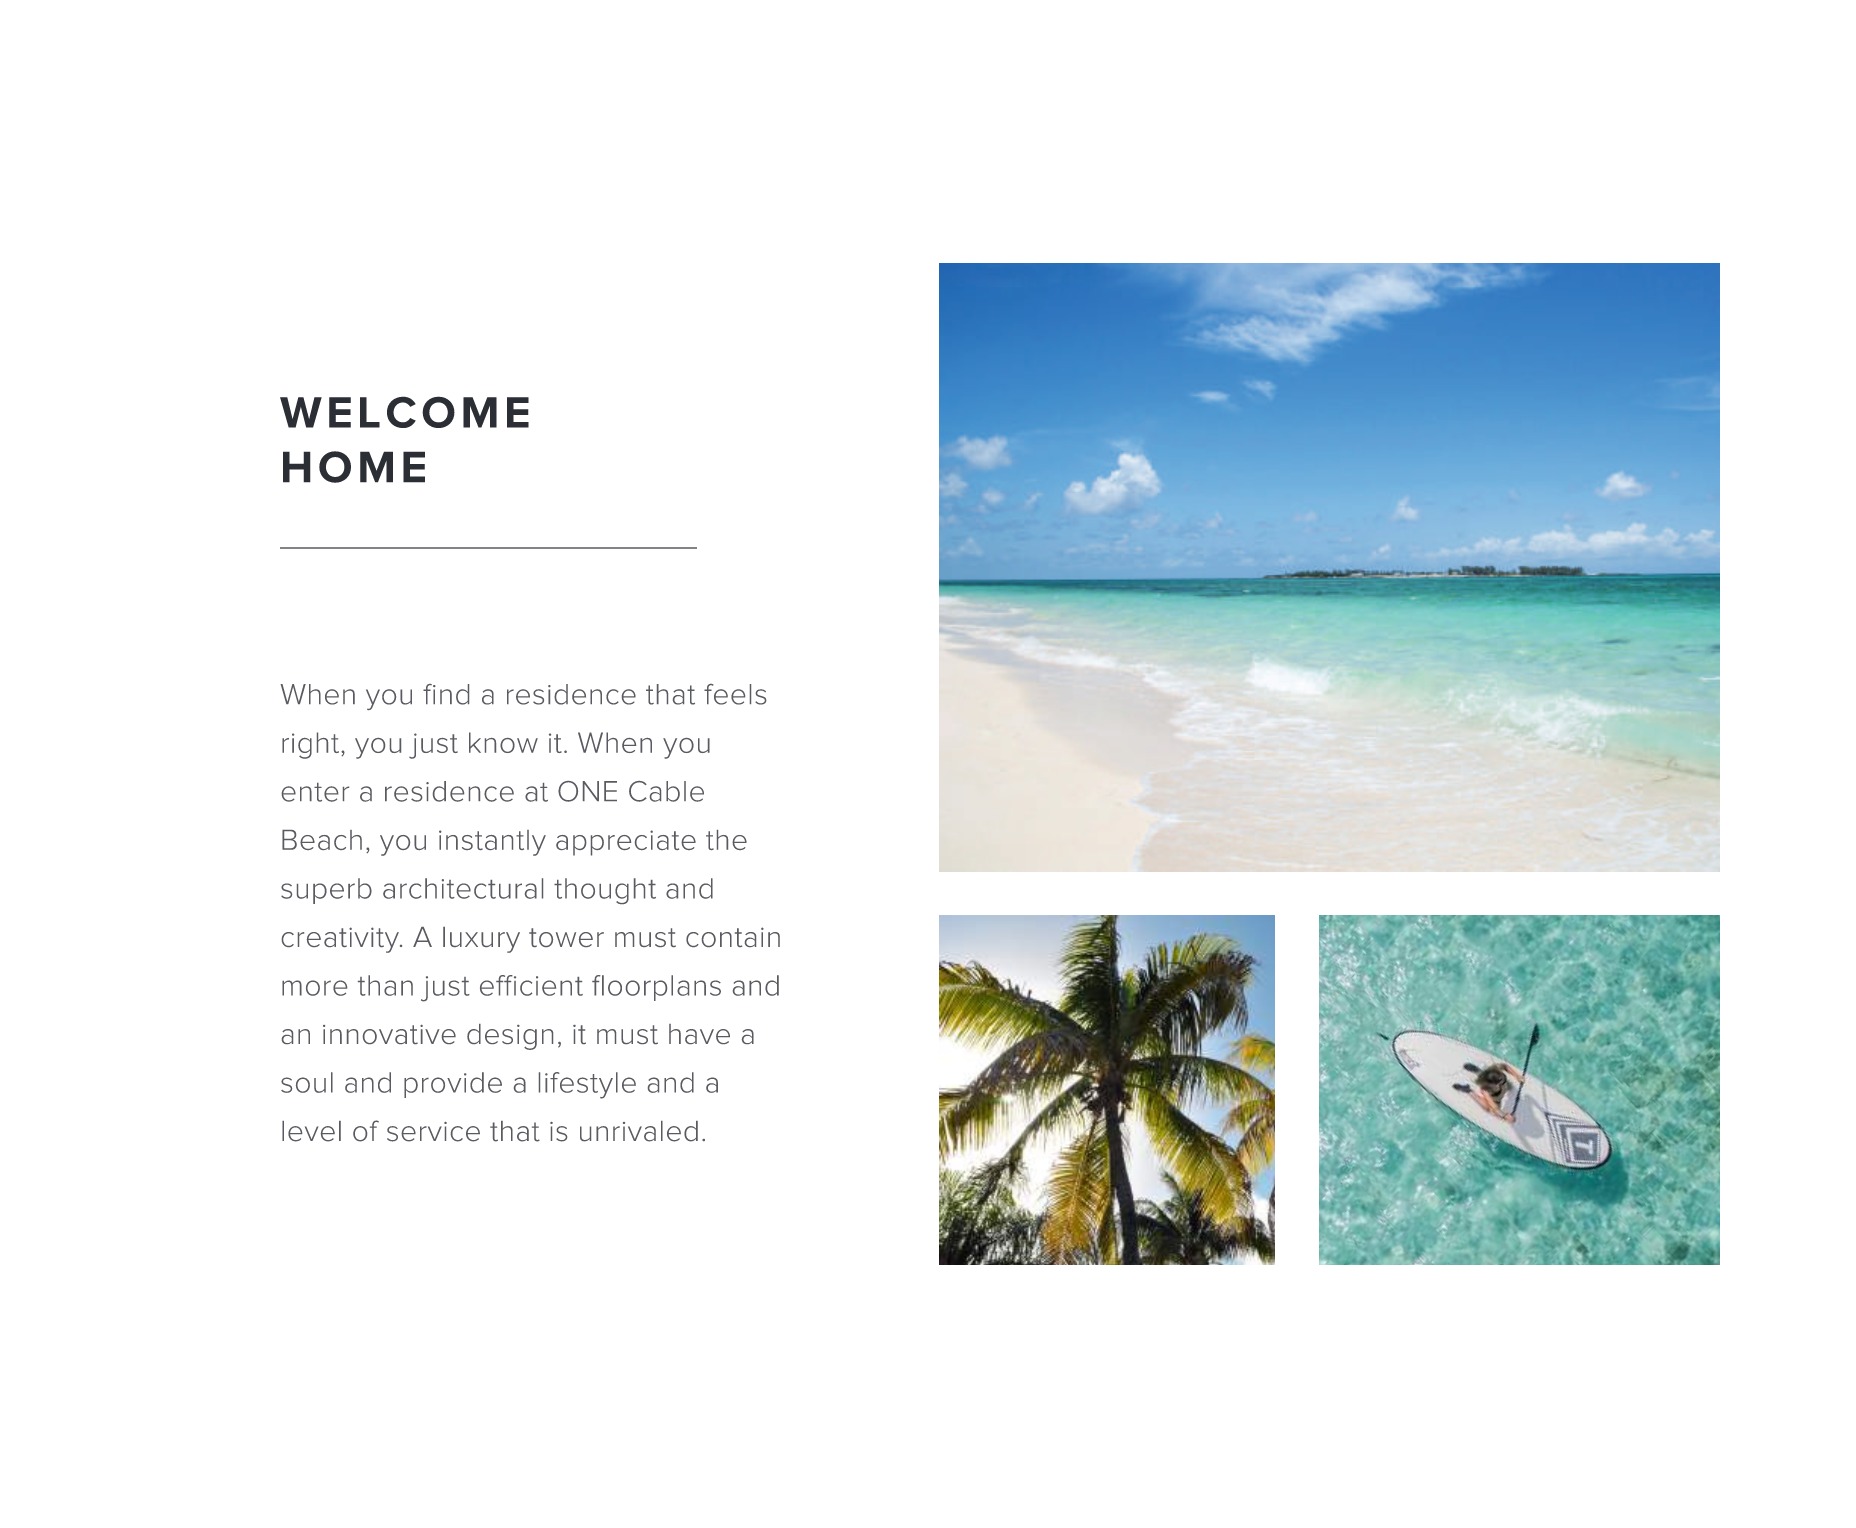 WELCOME
HOME
When you find a residence that feels
right, you just know it. When you
enter a residence at ONE Cable
Beach, you instantly appreciate the
superb architectural thought and
creativity. A luxury tower must contain
more than just efficient floorplans and
an innovative design, it must have a
soul and provide a lifestyle and a
level of service that is unrivaled.